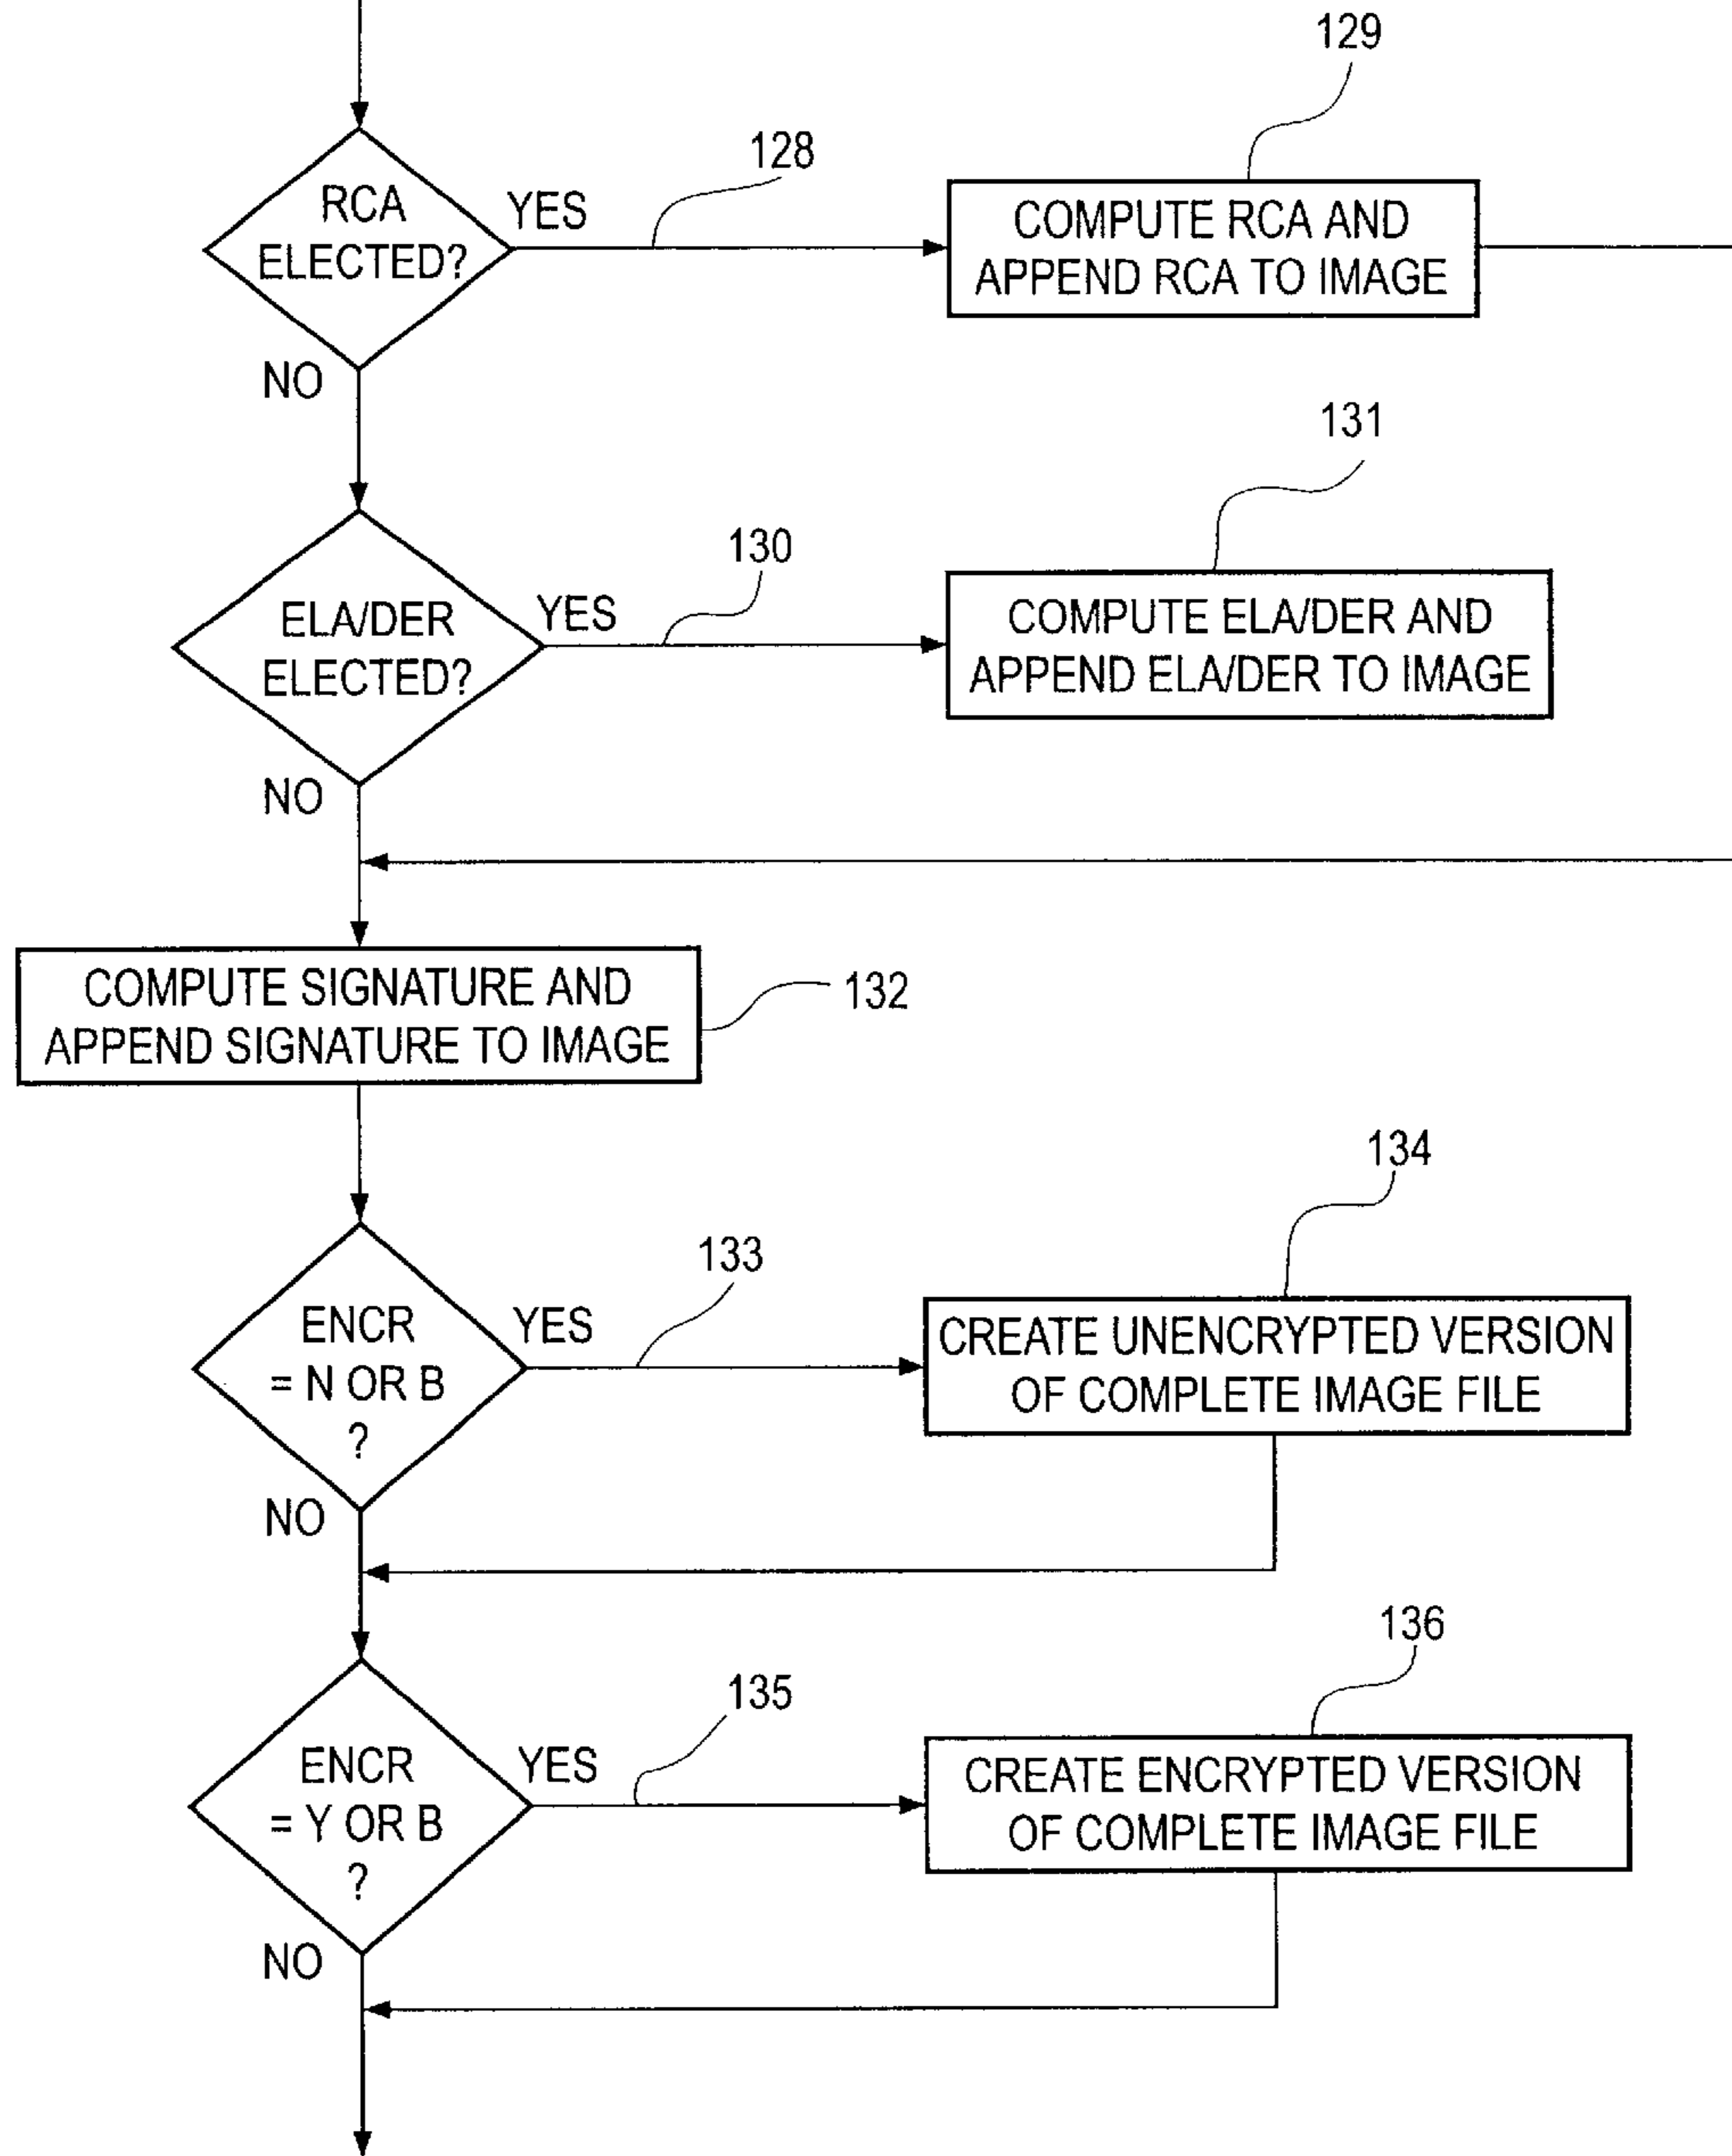 129
128
RCA
ELECTED?
YES
COMPUTE RCA AND
APPEND RCA TO IMAGE
NO
131
130
ELA/DER
ELECTED?
YES
COMPUTE ELA/DER AND
APPEND ELA/DER TO IMAGE
NO
COMPUTE SIGNATURE AND
APPEND SIGNATURE TO IMAGE
132
134
133
ENCR
= N OR B
?
YES
CREATE UNENCRYPTED VERSION
OF COMPLETE IMAGE FILE
NO
136
135
ENCR
= Y OR B
?
YES
CREATE ENCRYPTED VERSION
OF COMPLETE IMAGE FILE
NO